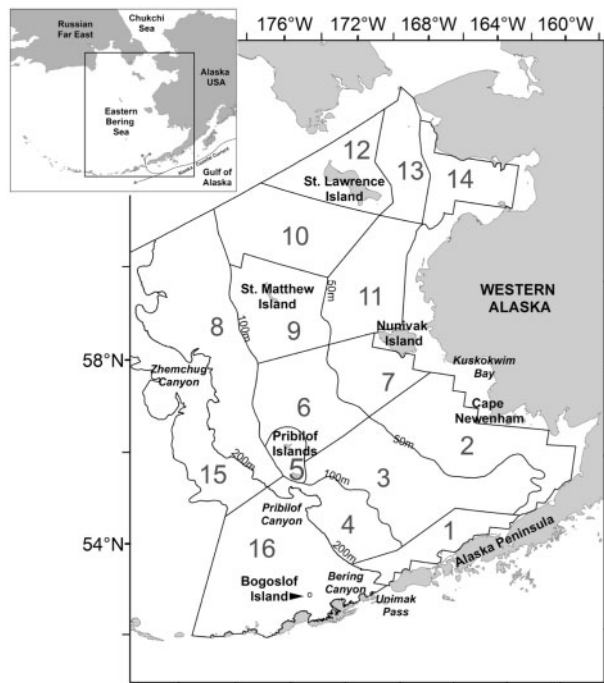 Russian
Far East
Chukchi
Sea
Alaska
USA
Eastern
Bering
Sea
Alaska Coastal Current
Gulf of
Alaska
176°W 172°W 168°W 164°W 160°W
58°N
54°N
12
St. Lawrence
Island
13
14
10
St. Matthew
Island
50m
11
WESTERN
ALASKA
8
100m
9
Nunivak
Island
Kuskokwim
Bay
Zhemchug
Canyon
7
Cape
Newenham
6
Pribilof
Islands
50m
2
5
100m
3
200m
15
Pribilof
Canyon
4
1
Alaska Peninsula
16
200m
Bogoslof
Island
Bering
Canyon
Unimak
Pass